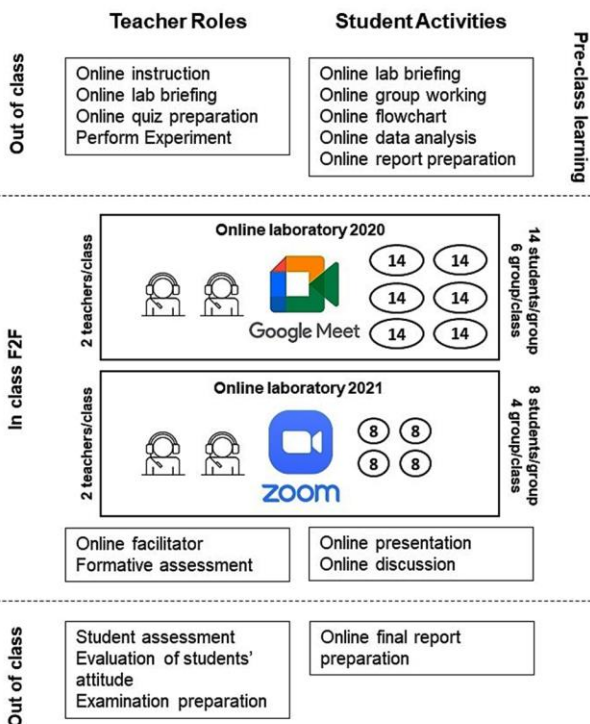 Teacher Roles
Student Activities
Out of class
Online instruction
Online lab briefing
Online quiz preparation
Perform Experiment
Online lab briefing
Online group working
Online flowchart
Online data analysis
Online report preparation
Pre-class learning
In class F2F
2 teachers/class
Online laboratory 2020
Google Meet
14 14
14 14
14 14
14 students/group
6 group/class
2 teachers/class
Online laboratory 2021
zoom
8 8
8 8
8 students/group
4 group/class
Online facilitator
Formative assessment
Online presentation
Online discussion
Out of class
Student assessment
Evaluation of students'
attitude
Examination preparation
Online final report
preparation